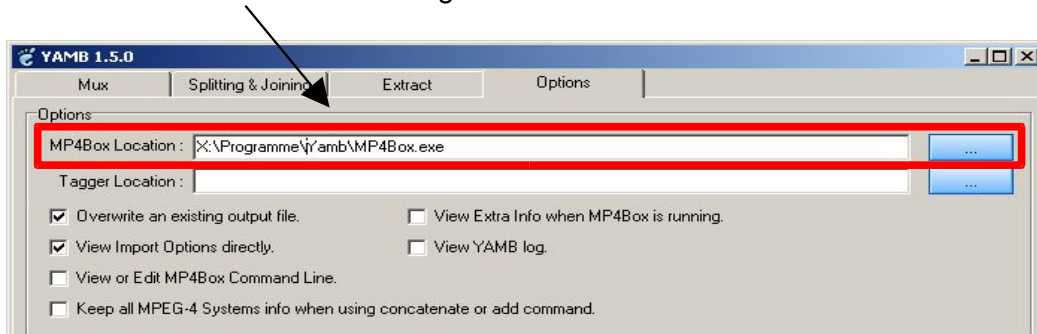 YAMB 1.5.0
Mux Splitting & Joining Extract Options
Options
MP4Box Location : X:\Programme\Yamb\MP4Box.exe ...
Tagger Location : ...
Overwrite an existing output file. View Extra Info when MP4Box is running.
View Import Options directly. View YAMB log.
View or Edit MP4Box Command Line.
Keep all MPEG-4 Systems info when using concatenate or add command.